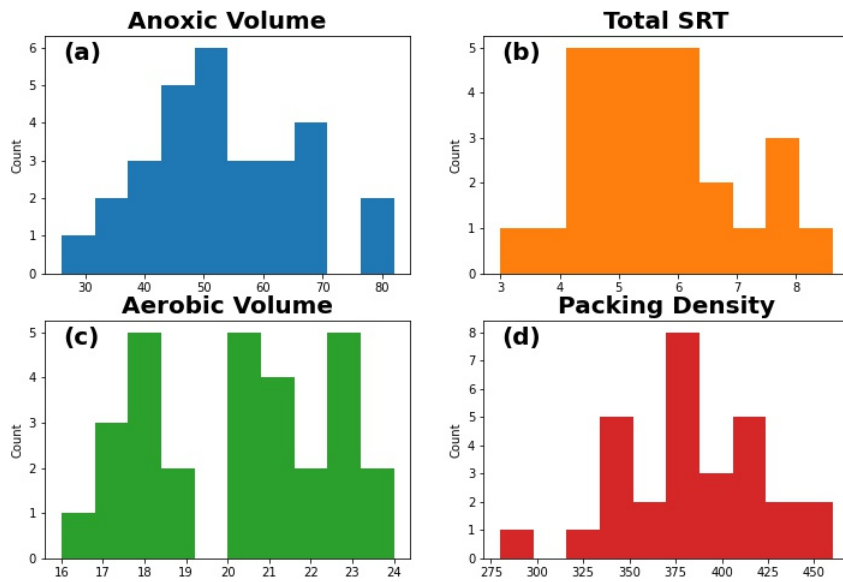 Anoxic Volume
(a)
Count
6
5
4
3
2
1
0
30 40 50 60 70 80
Total SRT
(b)
Count
5
4
3
2
1
0
3 4 5 6 7 8
Aerobic Volume
(c)
Count
5
4
3
2
1
0
16 17 18 19 20 21 22 23 24
Packing Density
(d)
Count
8
7
6
5
4
3
2
1
0
275 300 325 350 375 400 425 450